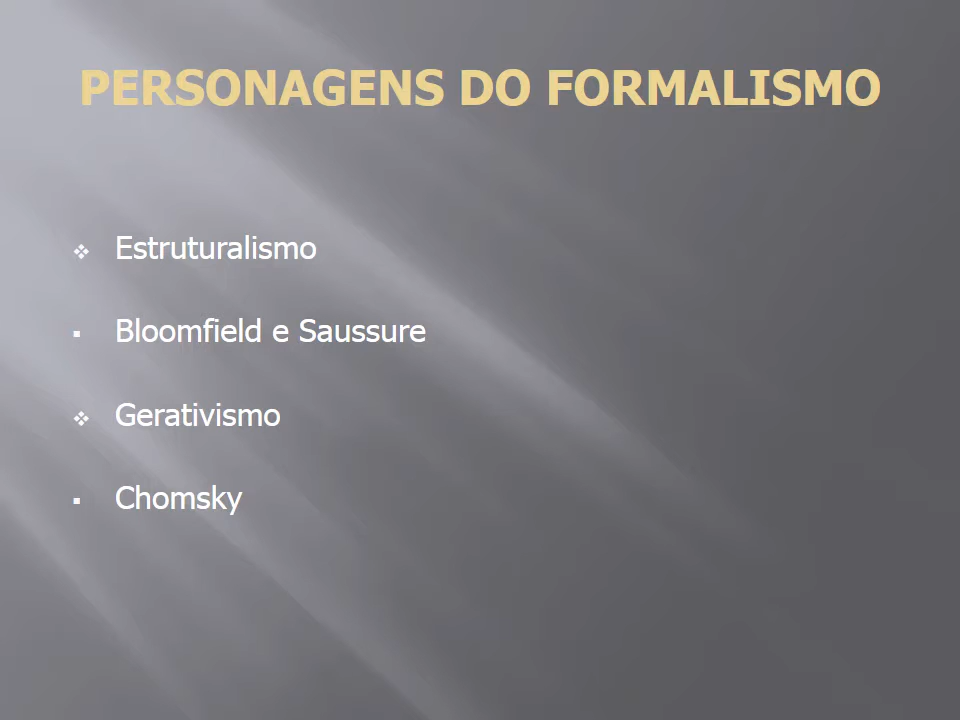 PERSONAGENS DO FORMALISMO
❖ Estruturalismo
▪ Bloomfield e Saussure
❖ Gerativismo
▪ Chomsky